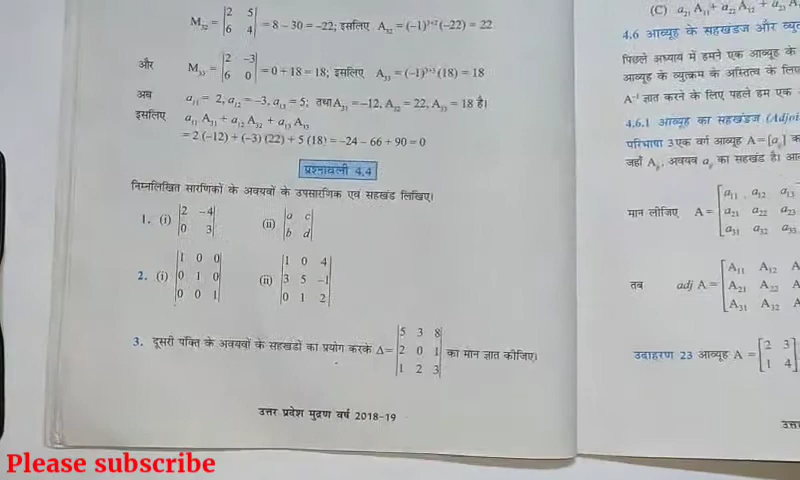 M₃₂ = |2 5| = 8 – 30 = –22; इसलिए A₃₂ = (–1)³⁺² (–22) = 22
|6 4|
और M₃₃ = |2 –3| = 0 + 18 = 18; इसलिए A₃₃ = (–1)³⁺³ (18) = 18
|6 0|
अब a₁₁ = 2, a₁₂ = –3, a₁₃ = 5; तथा A₃₁ = –12, A₃₂ = 22, A₃₃ = 18 है।
इसलिए a₁₁ A₃₁ + a₁₂ A₃₂ + a₁₃ A₃₃
= 2 (–12) + (–3) (22) + 5 (18) = –24 – 66 + 90 = 0
प्रश्नावली 4.4
निम्नलिखित सारणिकों के अवयवों के उपसारणिक एवं सहखंड लिखिए।
1. (i) |2 –4| (ii) |a c|
|0 3| |b d|
2. (i) |1 0 0| (ii) |1 0 4|
|0 1 0| |3 5 –1|
|0 0 1| |0 1 2|
3. दूसरी पंक्ति के अवयवों के सहखंडों का प्रयोग करके Δ = |5 3 8| का मान ज्ञात कीजिए।
|2 0 1|
|1 2 3|
उत्तर प्रदेश मुद्रण वर्ष 2018-19
(C) a₂₁ A₁₁ + a₂₂ A₁₂ + a₂₃
4.6 आव्यूह के सहखंडज और
पिछले अध्याय में हमने एक आव्यूह के
आव्यूह के व्युत्क्रम के अस्तित्व के लिए
A⁻¹ ज्ञात करने के लिए पहले हम एक
4.6.1 आव्यूह का सहखंडज
परिभाषा 3 एक वर्ग आव्यूह A = [aᵢⱼ]
जहाँ Aᵢⱼ, अवयव aᵢⱼ का सहखंड है।
मान लीजिए A = [a₁₁ a₁₂ a₁₃
a₂₁ a₂₂ a₂₃
a₃₁ a₃₂ a₃₃
तब adj A = [A₁₁ A₁₂ A
A₂₁ A₂₂ A
A₃₁ A₃₂ A
उदाहरण 23 आव्यूह A = [2 3]
[1 4]
Please subscribe